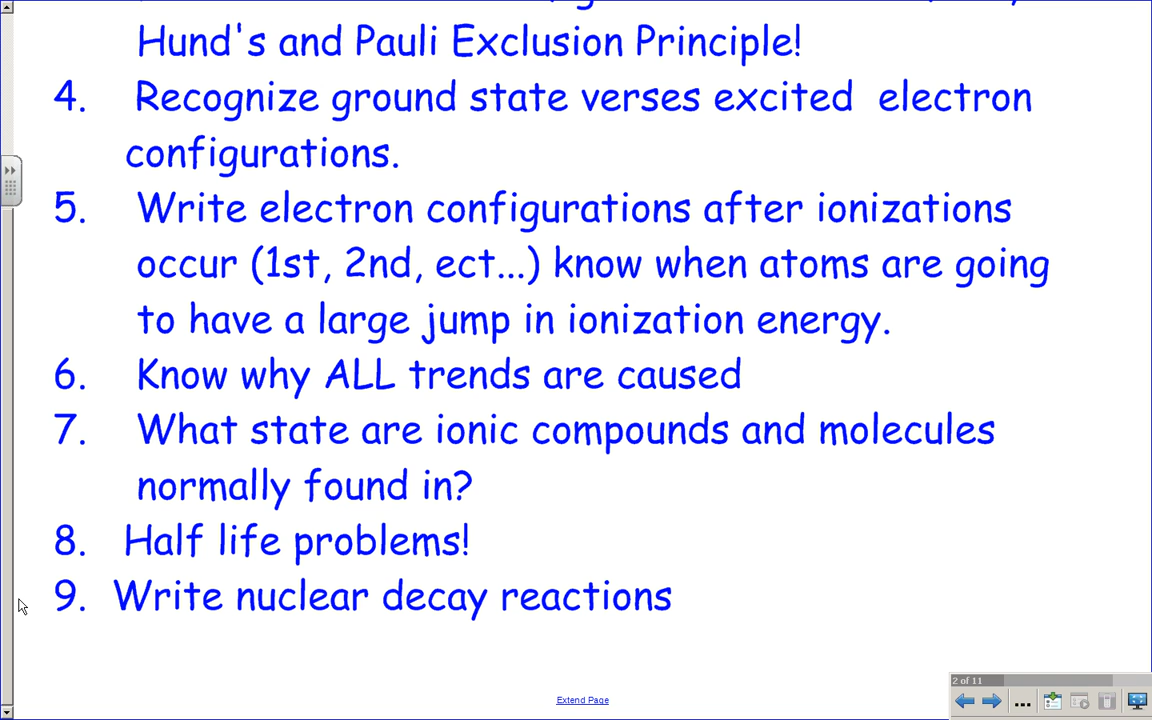 Hund's and Pauli Exclusion Principle!
4. Recognize ground state verses excited electron
configurations.
5. Write electron configurations after ionizations
occur (1st, 2nd, ect...) know when atoms are going
to have a large jump in ionization energy.
6. Know why ALL trends are caused
7. What state are ionic compounds and molecules
normally found in?
8. Half life problems!
9. Write nuclear decay reactions
2 of 11
Extend Page